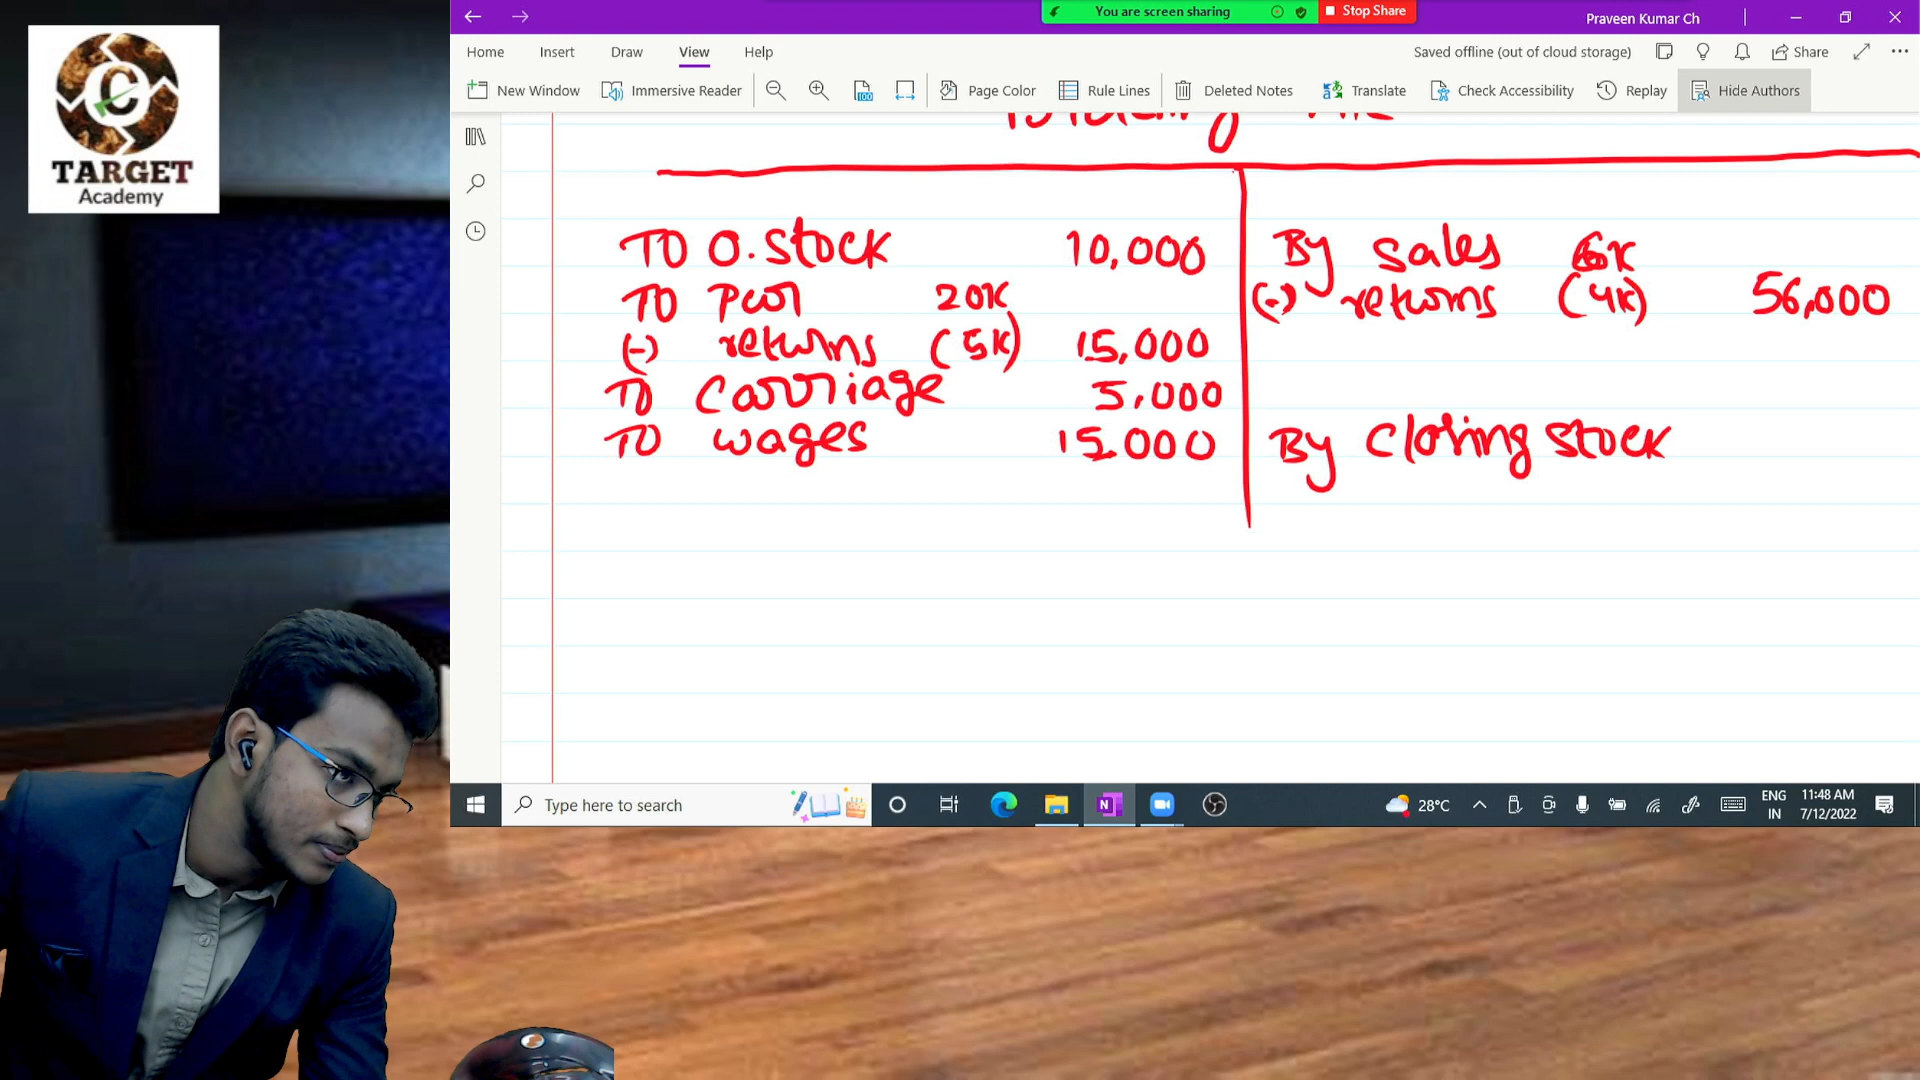 C
TARGET
Academy
You are screen sharing
Stop Share
Praveen Kumar Ch
Home Insert Draw View Help
Saved offline (out of cloud storage)
Share
New Window Immersive Reader 100 Page Color Rule Lines Deleted Notes Translate Check Accessibility Replay Hide Authors
TO O.Stock 10,000
By sales
TO 20K
(-) returns (4K) 56,000
(-) returns (5K) 15,000
TO Carriage 5,000
TO wages 15.000
By Closing Stock
Type here to search
N
28°C
ENG
IN
11:48 AM
7/12/2022